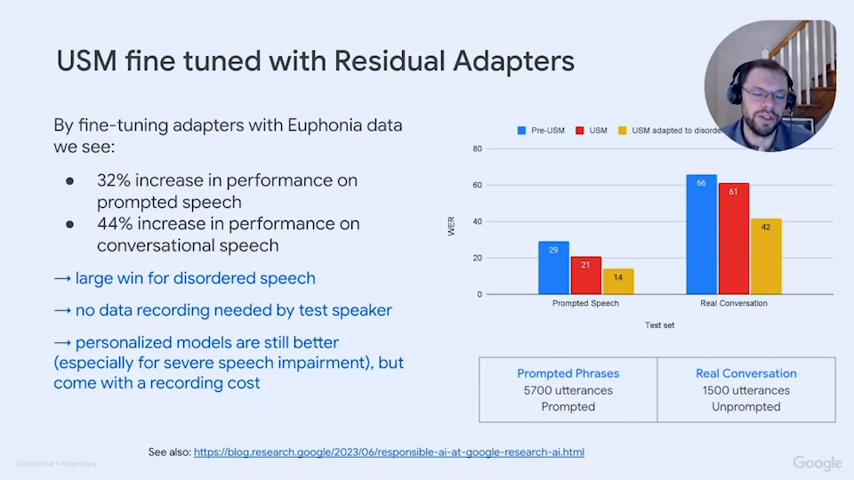 USM fine tuned with Residual Adapters
By fine-tuning adapters with Euphonia data
we see:
● 32% increase in performance on
prompted speech
● 44% increase in performance on
conversational speech
→ large win for disordered speech
→ no data recording needed by test speaker
→ personalized models are still better
(especially for severe speech impairment), but
come with a recording cost
Pre-USM USM USM adapted to
80
60
40
20
0
WER
29
21
14
66
61
42
Prompted Speech Real Conversation
Test set
Prompted Phrases
5700 utterances
Prompted
Real Conversation
1500 utterances
Unprompted
See also: https://blog.research.google/2023/06/responsible-ai-at-google-research-ai.html
Confidential + Proprietary
Google